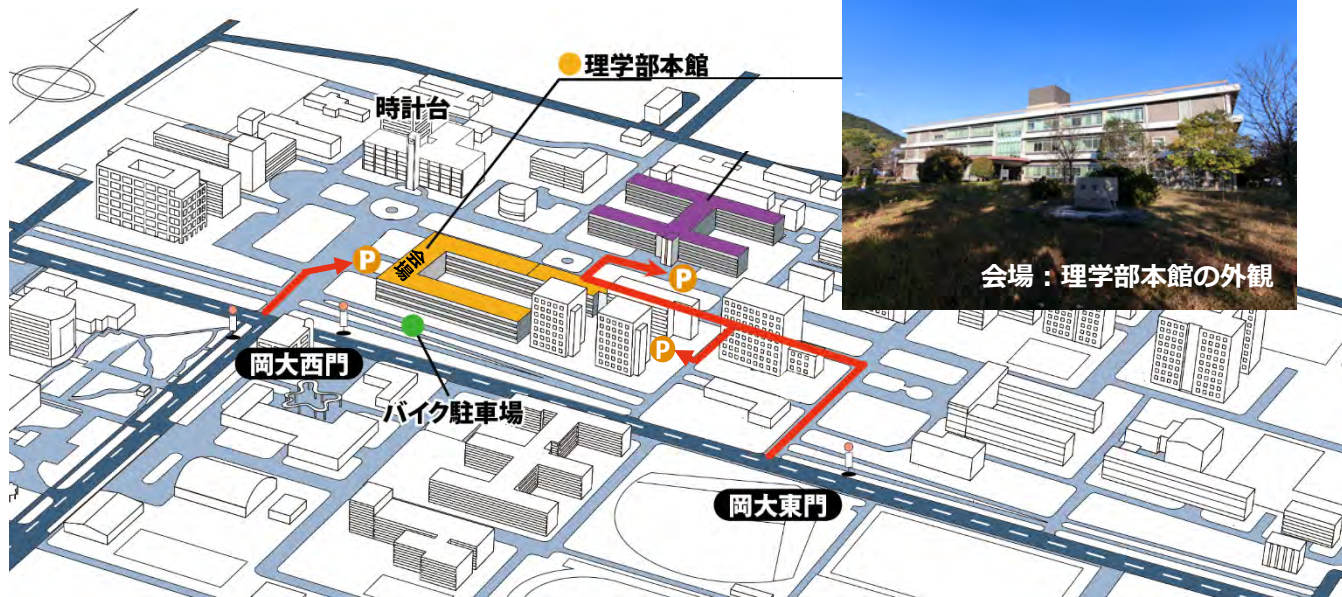 理学部本館
時計台
P
会場
P
P
岡大西門
バイク駐車場
岡大東門
会場：理学部本館の外観